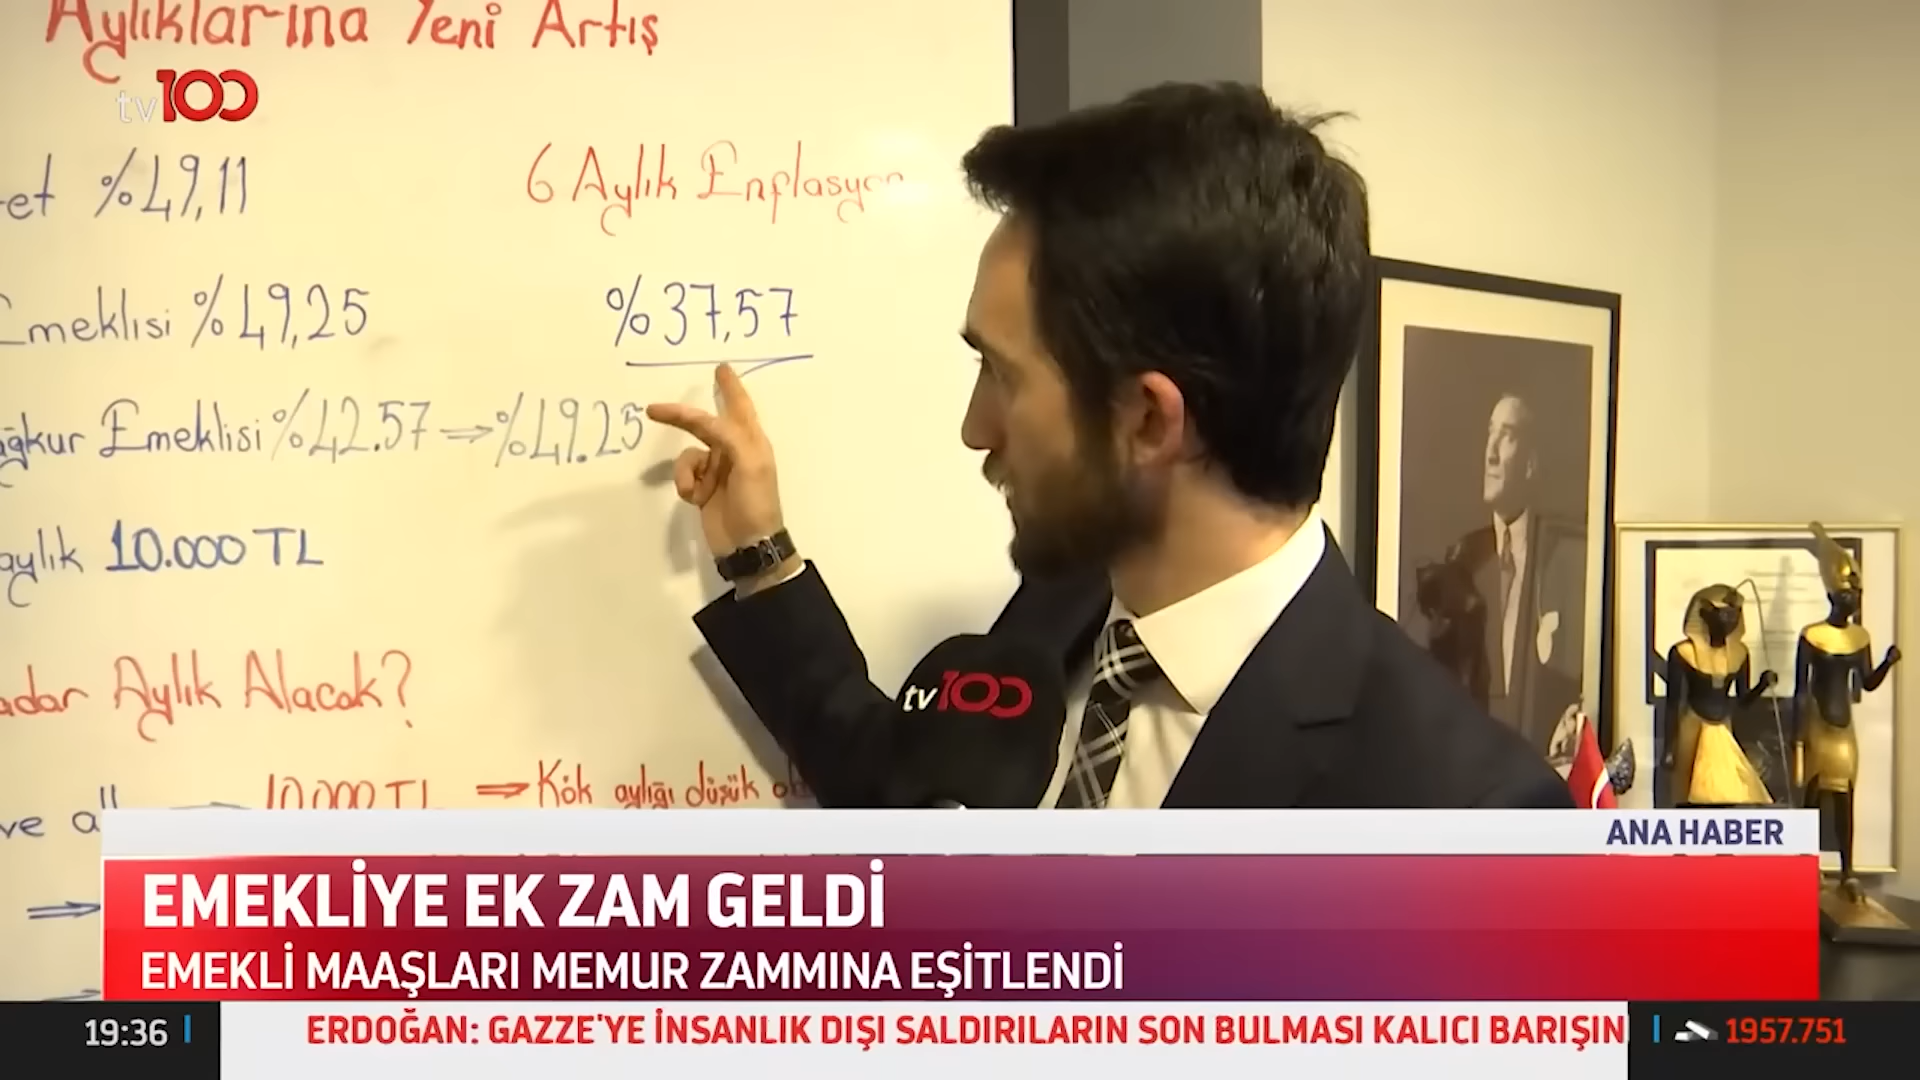 Aylıklarına Yeni Artış
tv100
et %49,11
6 Aylık Enflasyon
Emeklisi %49,25
%37,57
ağkur Emeklisi %42.57 → %49.25
aylık 10.000 TL
adar Aylık Alacak?
ve al
10.000 TL ⇒ Kök aylığı düşük
tv100
ANA HABER
EMEKLİYE EK ZAM GELDİ
EMEKLİ MAAŞLARI MEMUR ZAMMINA EŞİTLENDİ
19:36
ERDOĞAN: GAZZE'YE İNSANLIK DIŞI SALDIRILARIN SON BULMASI KALICI BARIŞIN
1957.751